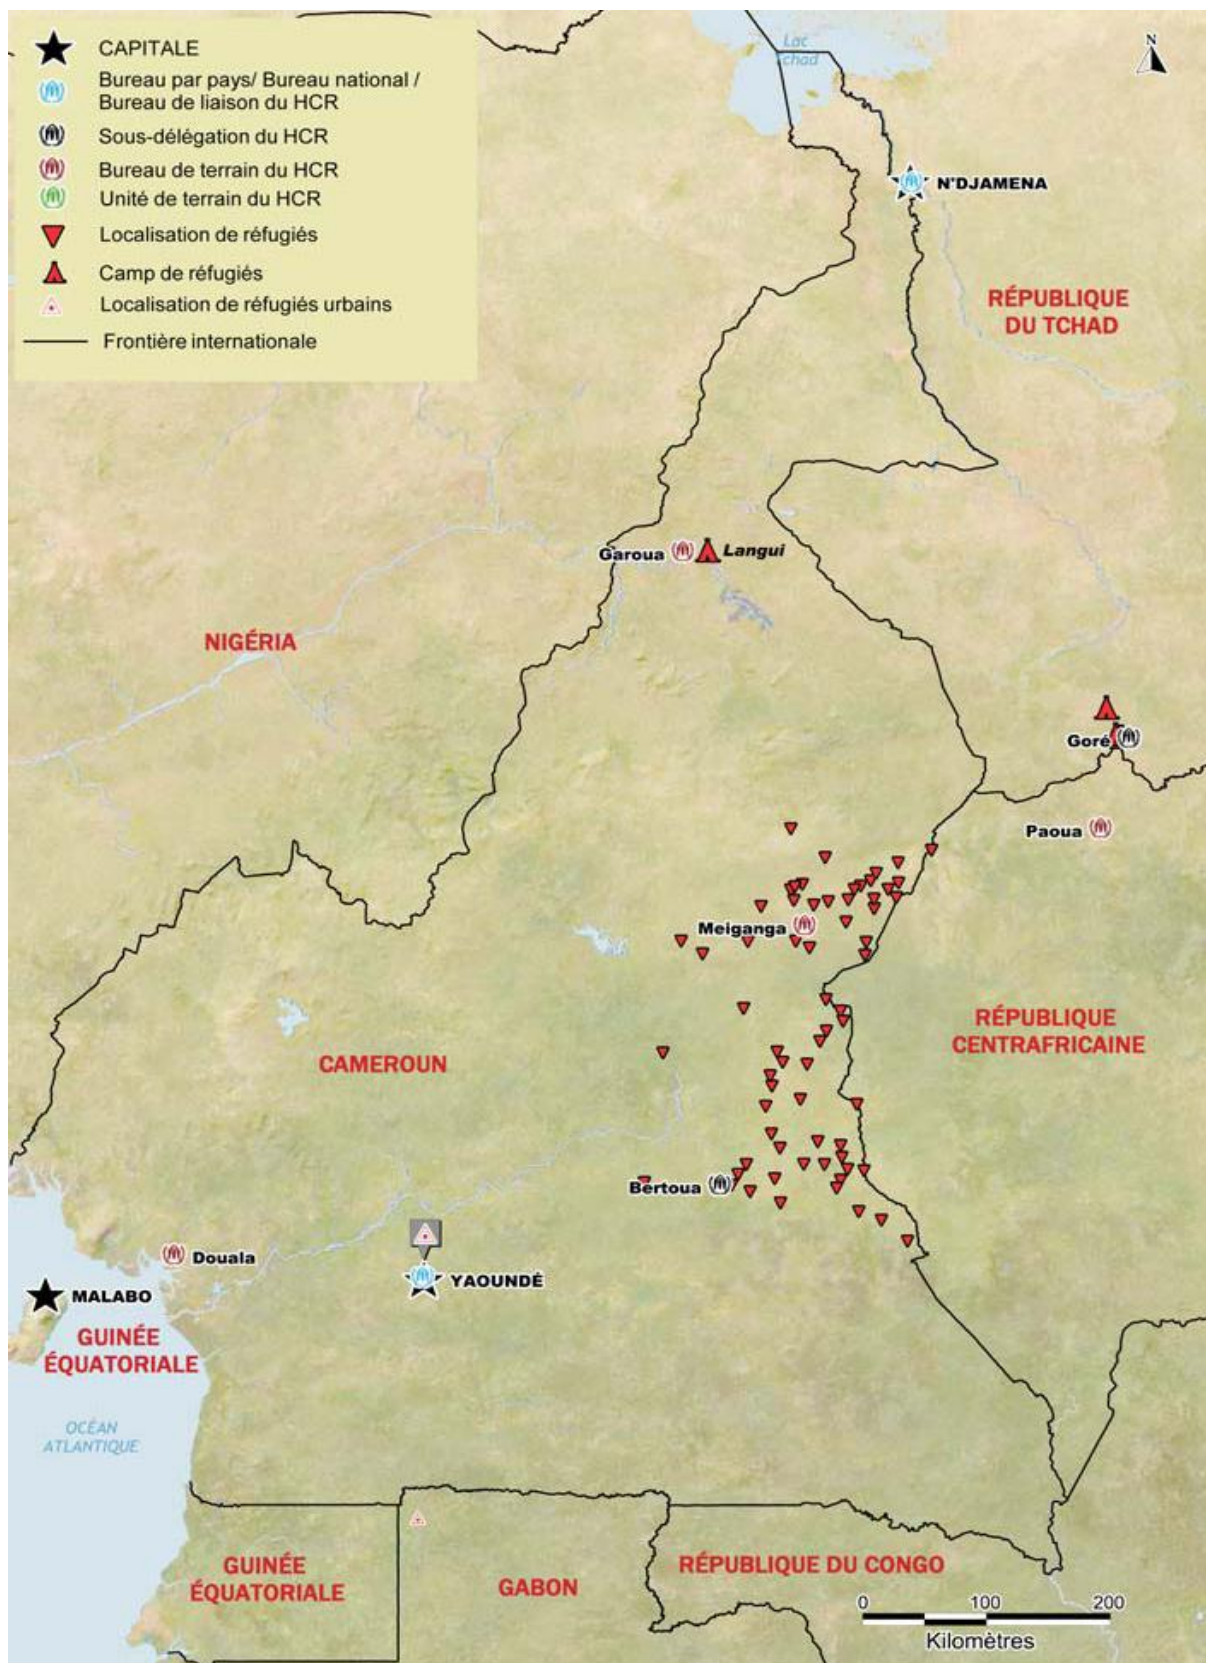 CAPITALE
Bureau par pays/ Bureau national /
Bureau de liaison du HCR
Sous-délégation du HCR
Bureau de terrain du HCR
Unité de terrain du HCR
Localisation de réfugiés
Camp de réfugiés
Localisation de réfugiés urbains
Frontière internationale
Lac
Tchad
N
N'DJAMENA
RÉPUBLIQUE
DU TCHAD
Garoua
Langui
NIGÉRIA
Goré
Paoua
Meiganga
RÉPUBLIQUE
CENTRAFRICAINE
CAMEROUN
Bertoua
Douala
YAOUNDÉ
MALABO
GUINÉE
ÉQUATORIALE
OCÉAN
ATLANTIQUE
GUINÉE
ÉQUATORIALE
GABON
RÉPUBLIQUE DU CONGO
0 100 200
Kilomètres